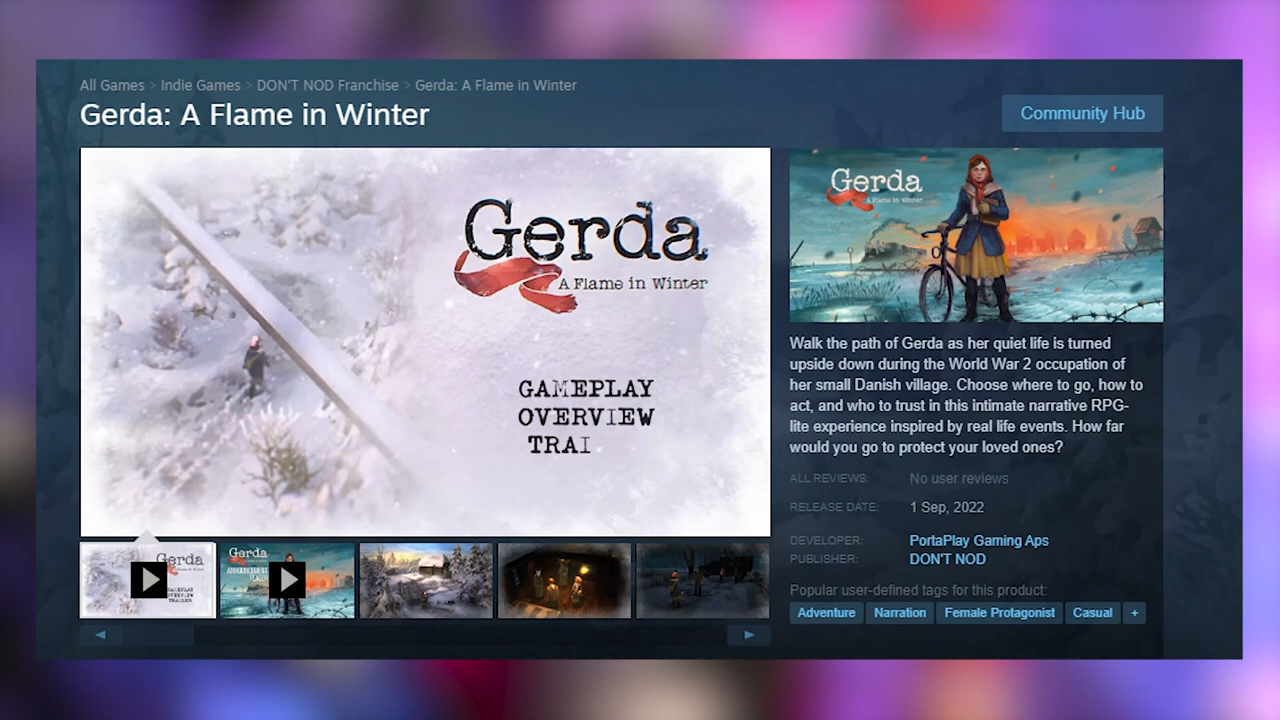 All Games > Indie Games > DON'T NOD Franchise > Gerda: A Flame in Winter
Gerda: A Flame in Winter
Community Hub
Gerda
A Flame in Winter
GAMEPLAY
OVERVIEW
TRAI
Gerda
A Flame in Winter
Walk the path of Gerda as her quiet life is turned
upside down during the World War 2 occupation of
her small Danish village. Choose where to go, how to
act, and who to trust in this intimate narrative RPG-
lite experience inspired by real life events. How far
would you go to protect your loved ones?
ALL REVIEWS: No user reviews
RELEASE DATE: 1 Sep, 2022
DEVELOPER: PortaPlay Gaming Aps
PUBLISHER: DON'T NOD
Popular user-defined tags for this product:
Adventure Narration Female Protagonist Casual +
Gerda
GAMEPLAY
OVERVIEW
TRAILER
Gerda
ANNOUNCEMENT